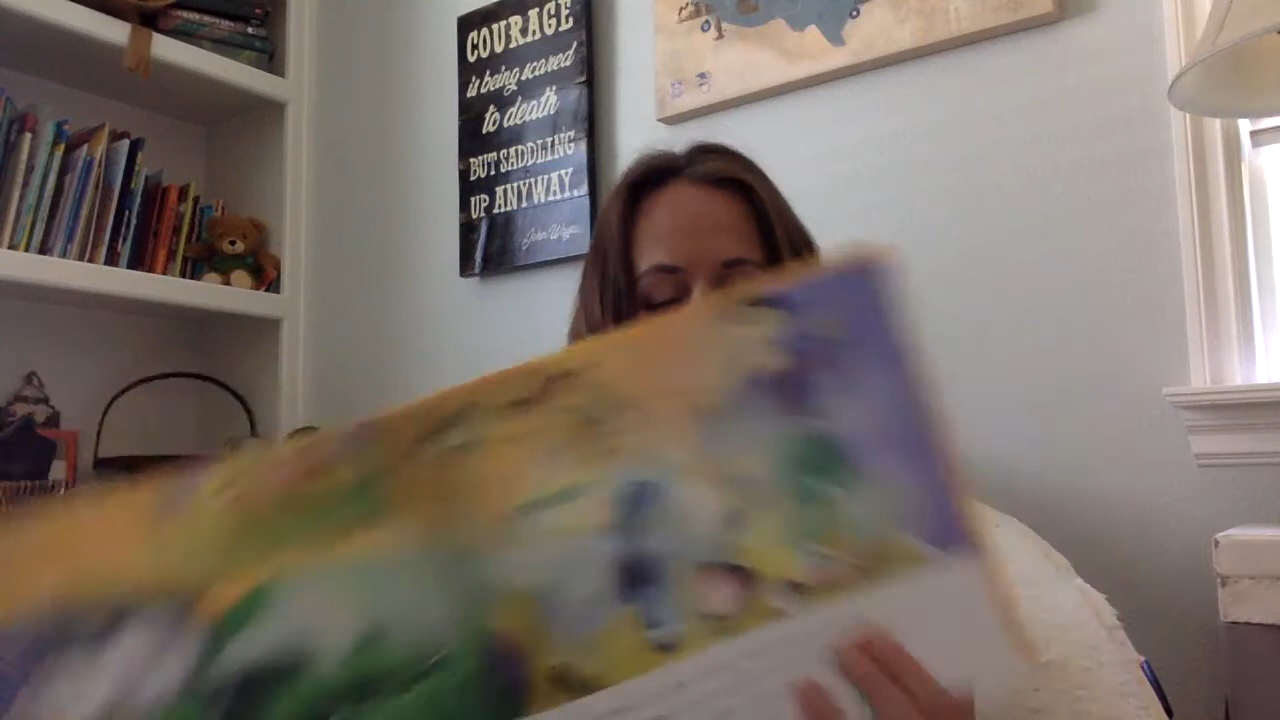 COURAGE
is being scared
to death
BUT SADDLING
UP ANYWAY.
John Wayne